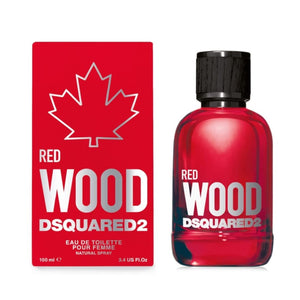 RED
WOOD
DSQUARED2
EAU DE TOILETTE
POUR FEMME
NATURAL SPRAY
100 ml ℮
3.4 US Fl.Oz
RED
WOOD
DSQUARED2